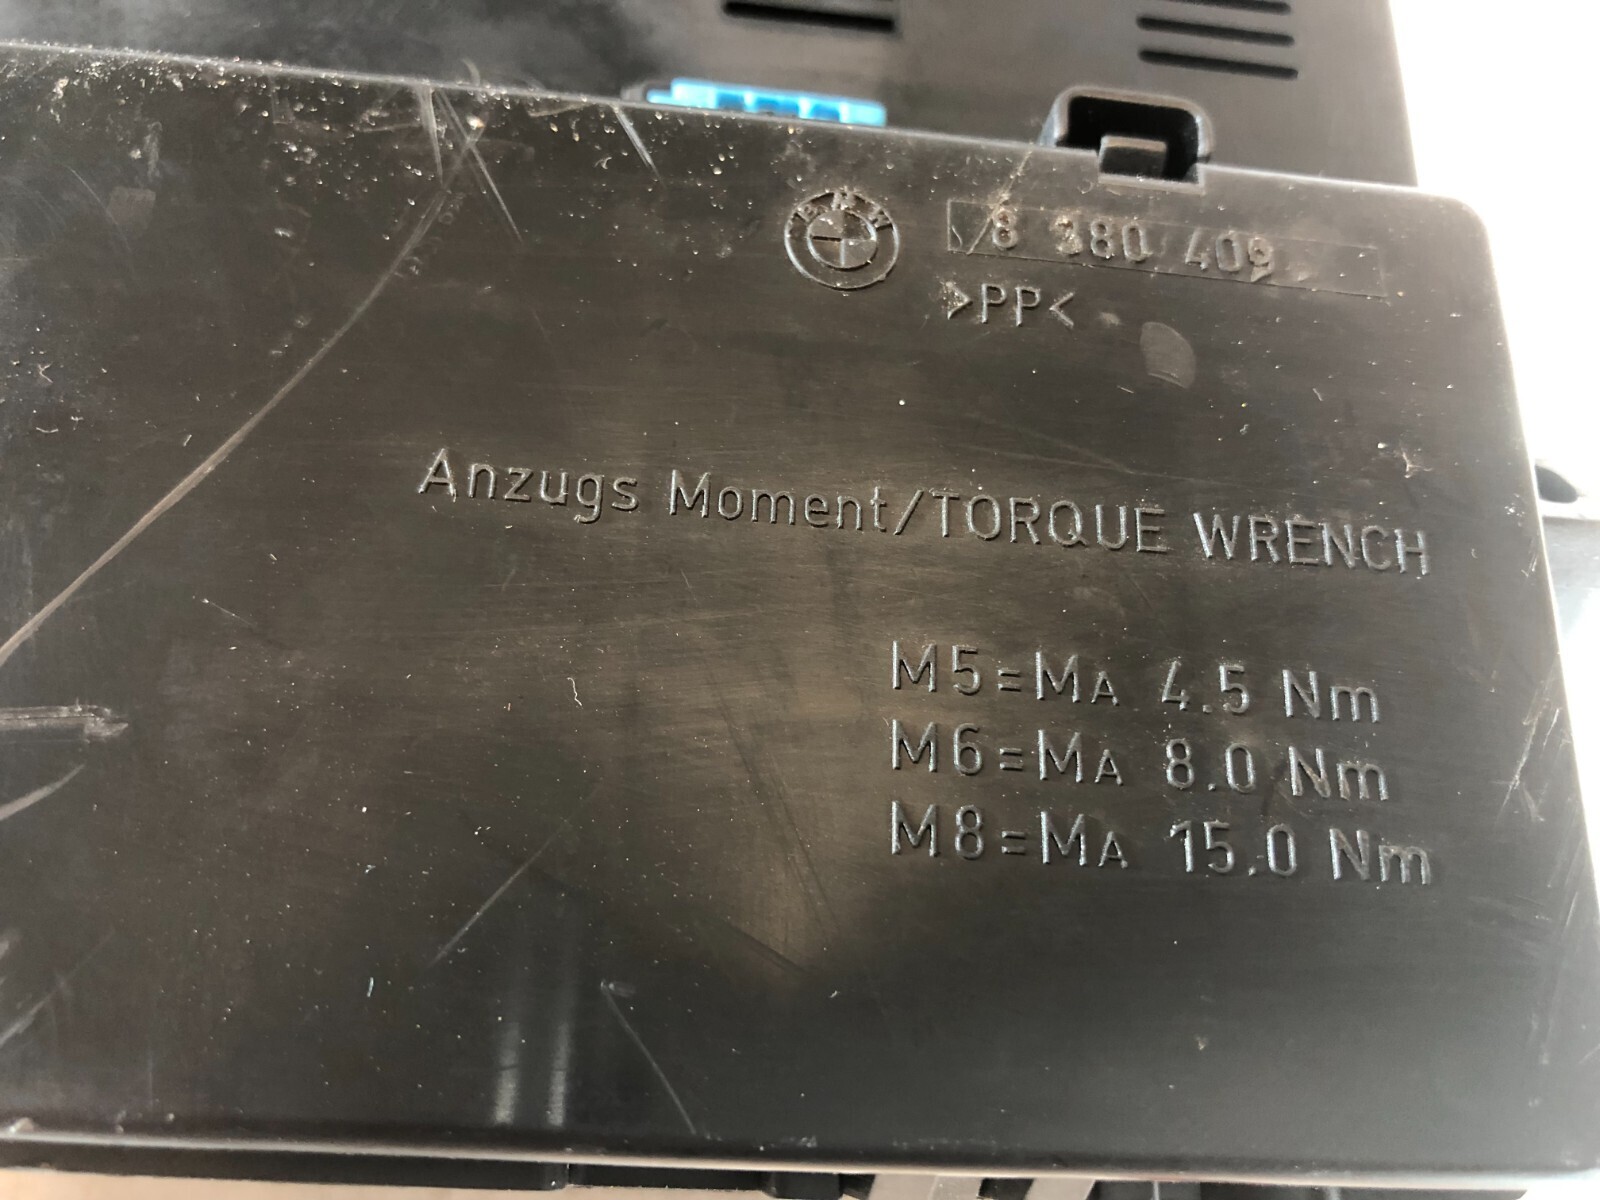 BMW
8 380 409
>PP<
Anzugs Moment/TORQUE WRENCH
M5=MA 4.5 Nm
M6=MA 8.0 Nm
M8=MA 15.0 Nm